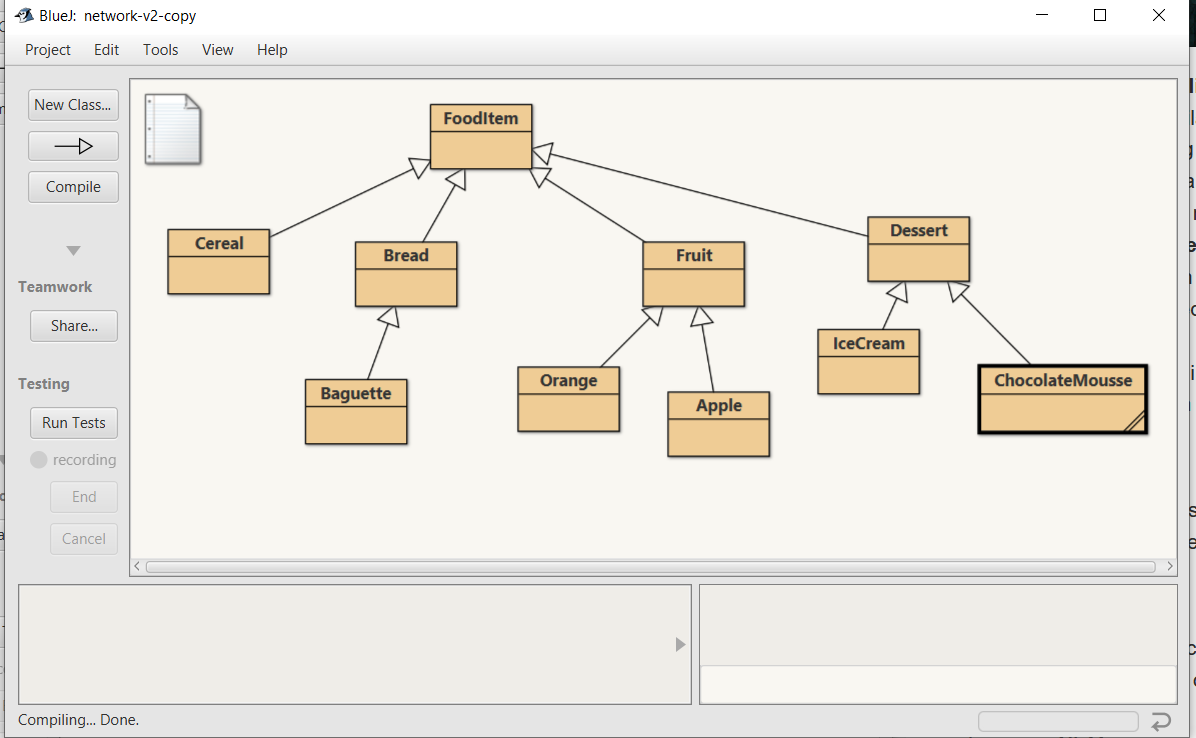 BlueJ: network-v2-copy
Project Edit Tools View Help
New Class...
Compile
Teamwork
Share...
Testing
Run Tests
recording
End
Cancel
FoodItem
Cereal
Bread
Fruit
Dessert
Baguette
Orange
Apple
IceCream
ChocolateMousse
Compiling... Done.